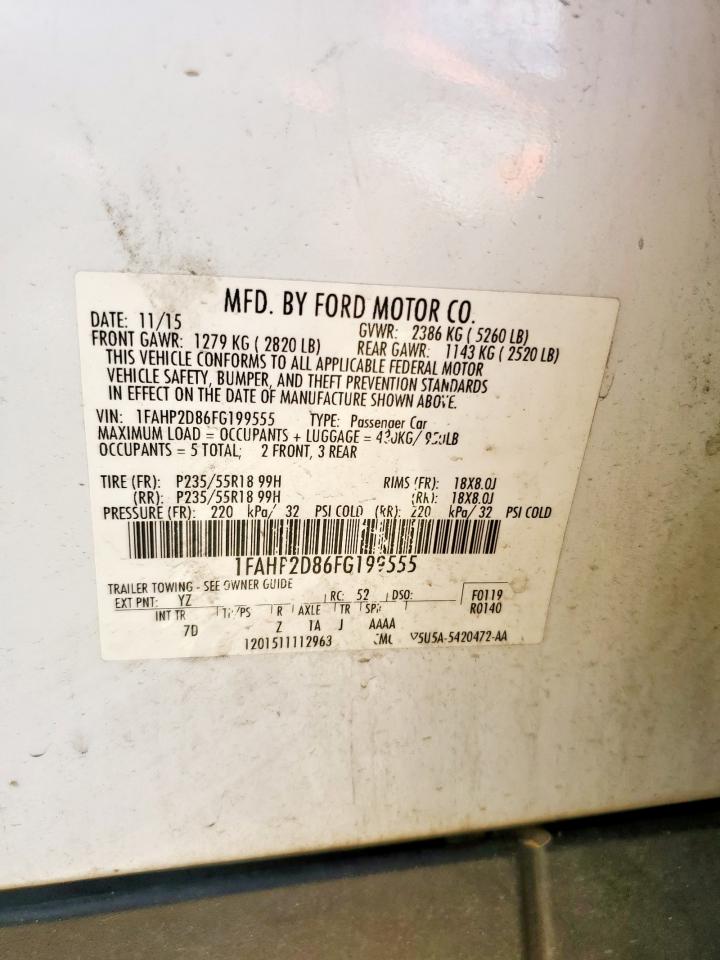 MFD. BY FORD MOTOR CO.
DATE: 11/15 GVWR: 2386 KG ( 5260 LB)
FRONT GAWR: 1279 KG ( 2820 LB) REAR GAWR: 1143 KG ( 2520 LB)
THIS VEHICLE CONFORMS TO ALL APPLICABLE FEDERAL MOTOR
VEHICLE SAFETY, BUMPER, AND THEFT PREVENTION STANDARDS
IN EFFECT ON THE DATE OF MANUFACTURE SHOWN ABOVE.
VIN: 1FAHP2D86FG199555 TYPE: Passenger Car
MAXIMUM LOAD = OCCUPANTS + LUGGAGE =
OCCUPANTS = 5 TOTAL; 2 FRONT, 3 REAR
TIRE (FR): P235/55R18 99H RIMS (FR): 18X8.0J
(RR): P235/55R18 99H (RR): 18X8.0J
PRESSURE (FR): 220 kPa/ 32 PSI COLD (RR): 220 kPa/ 32 PSI COLD
1FAHP2D86FG199555
TRAILER TOWING - SEE OWNER GUIDE
EXT PNT: YZ RC: 52 DSO: F0119
INT TR R AXLE TR SPR R0140
7D Z 1A J AAAA
1201511112963 5U5A-5420472-AA